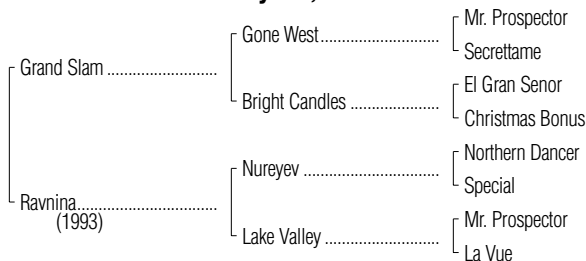 Mr. Prospector
Gone West
Secrettame
Grand Slam
El Gran Senor
Bright Candles
Christmas Bonus
Northern Dancer
Nureyev
Special
Ravnina
(1993)
Mr. Prospector
Lake Valley
La Vue